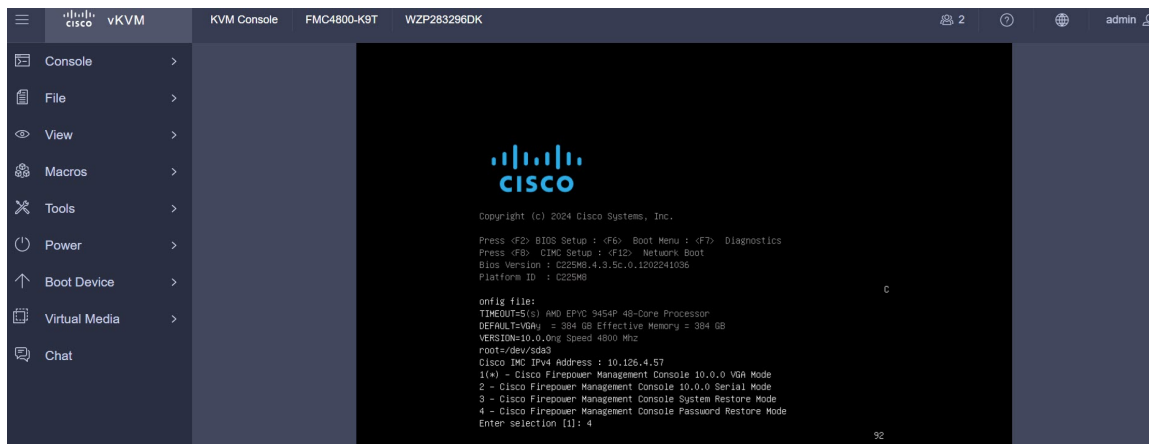 cisco vKVM KVM Console FMC4800-K9T WZP283296DK 2 ? admin
Console >
File >
View >
Macros >
Tools >
Power >
Boot Device >
Virtual Media >
Chat
CISCO
Copyright (c) 2024 Cisco Systems, Inc.
Press <F2> BIOS Setup : <F6> Boot Menu : <F7> Diagnostics
Press <F8> CIMC Setup : <F12> Network Boot
Bios Version : C225M8.4.3.5c.0.1202241036
Platform ID : C225M8
C
onfig file:
TIMEOUT=5(s) AMD EPYC 9454P 48-Core Processor
DEFAULT=VGAy = 384 GB Effective Memory = 384 GB
VERSION=10.0.0ng Speed 4800 Mhz
root=/dev/sda3
Cisco IMC IPv4 Address : 10.126.4.57
1(*) - Cisco Firepower Management Console 10.0.0 VGA Mode
2 - Cisco Firepower Management Console 10.0.0 Serial Mode
3 - Cisco Firepower Management Console System Restore Mode
4 - Cisco Firepower Management Console Password Restore Mode
Enter selection [1]: 4
92